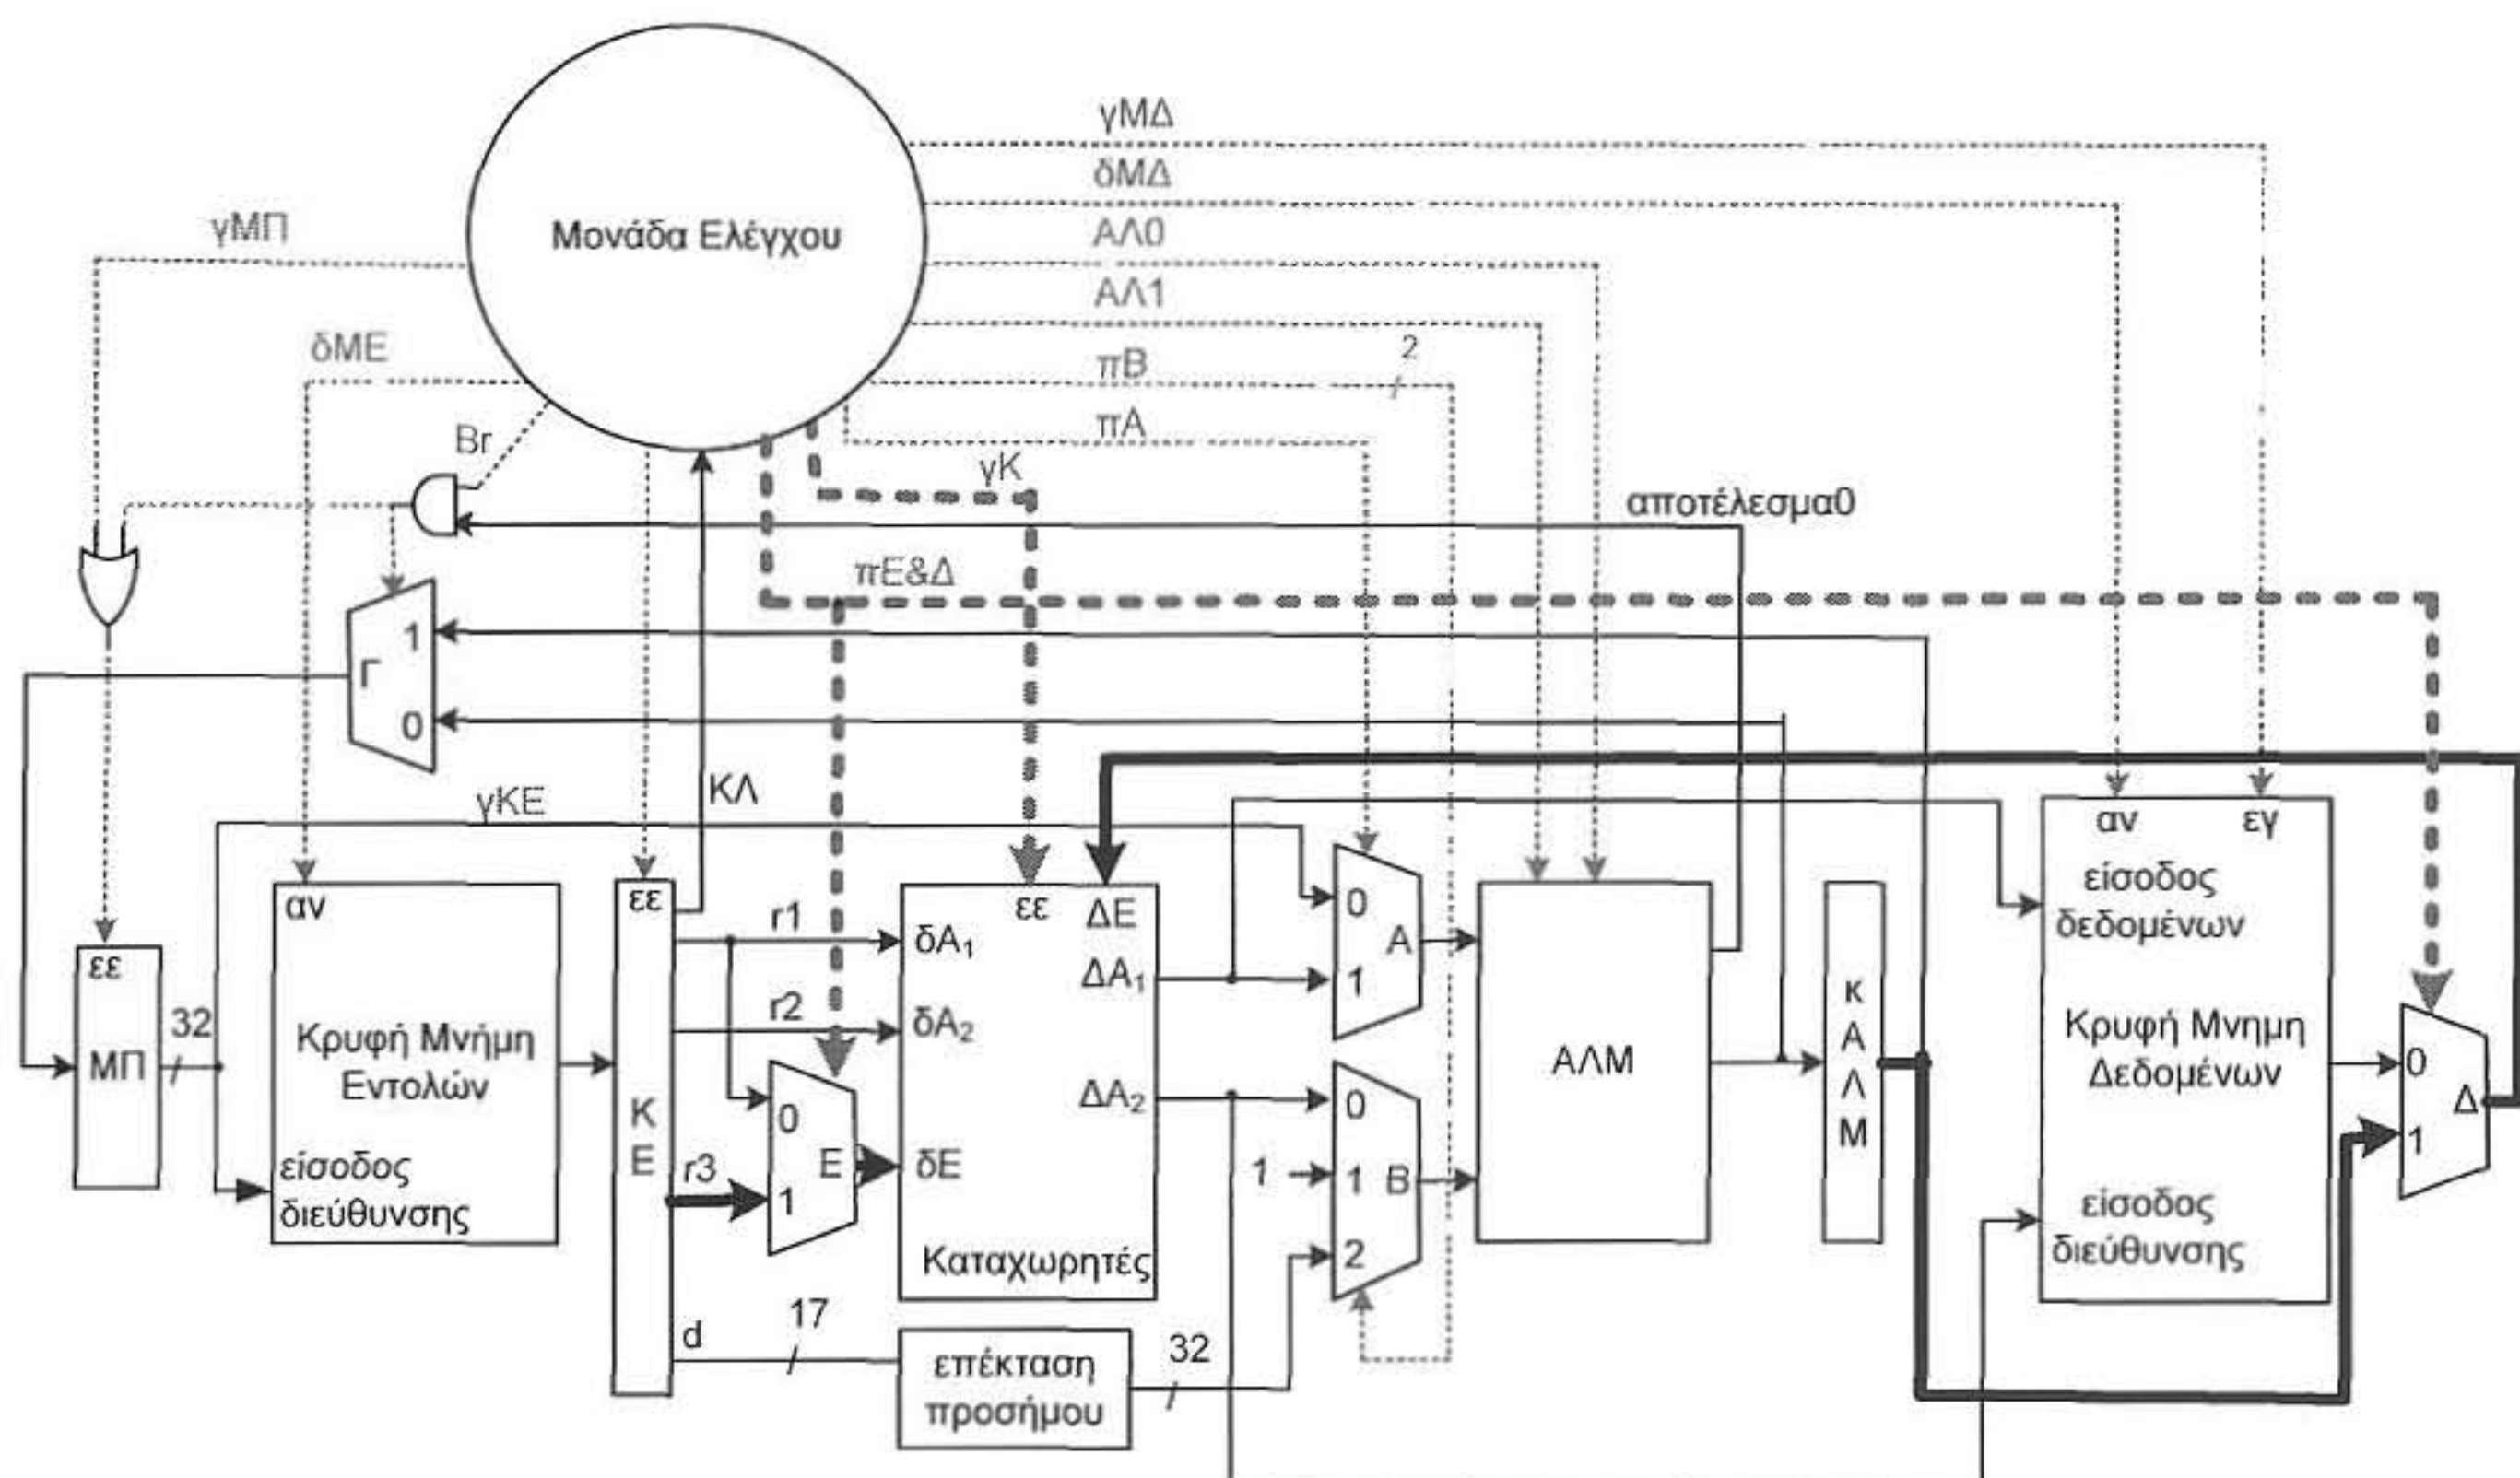 γΜΔ
δΜΔ
γΜΠ
Μονάδα Ελέγχου
ΑΛ0
ΑΛ1
δΜΕ
πΒ
2
πΑ
Br
γΚ
αποτέλεσμα0
πΕ&Δ
1
Γ
0
ΚΛ
γΚΕ
αν
εγ
είσοδος
δεδομένων
αν
εε
r1
εε
ΔΕ
δΑ1
0
Α
εε
ΔΑ1
1
κ
Α
Λ
Μ
32
Κρυφή Μνήμη
Εντολών
r2
δΑ2
Κρυφή Μνημη
Δεδομένων
ΜΠ
ΑΛΜ
0
Κ
Ε
0
ΔΑ2
0
Δ
1
είσοδος
διεύθυνσης
r3
Ε
δΕ
1
1
Β
1
είσοδος
διεύθυνσης
Καταχωρητές
2
d
17
επέκταση
προσήμου
32